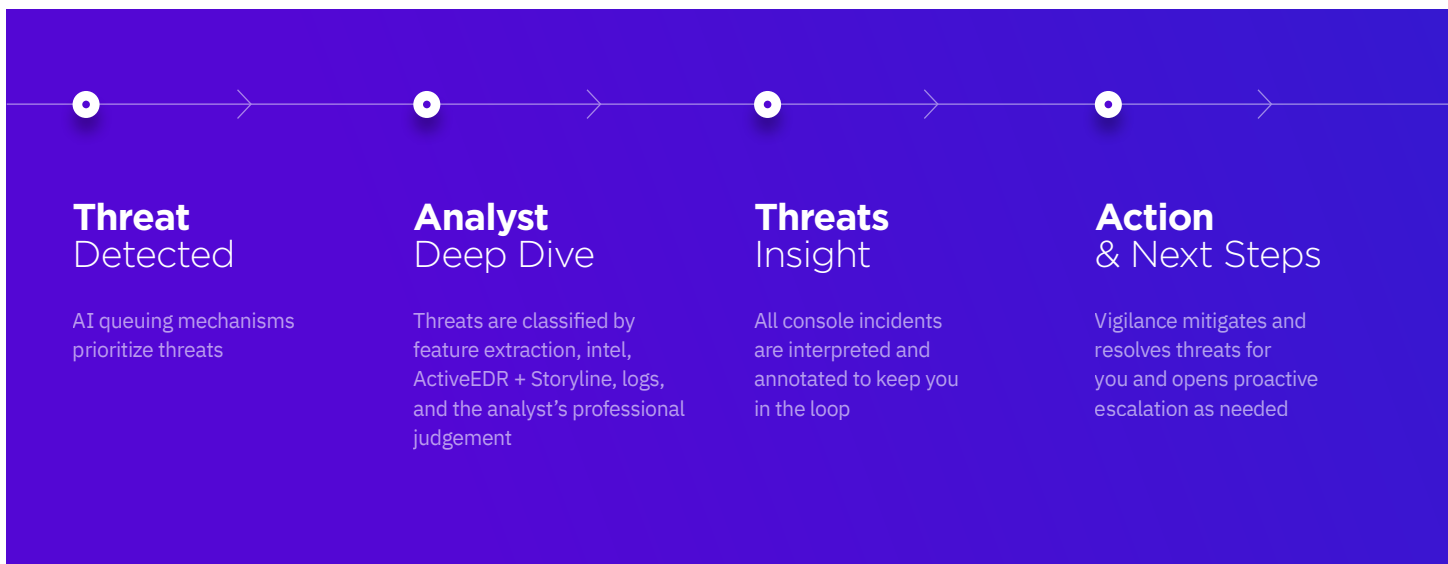 Threat
Detected
AI queuing mechanisms
prioritize threats
Analyst
Deep Dive
Threats are classified by
feature extraction, intel,
ActiveEDR + Storyline, logs,
and the analyst’s professional
judgement
Threats
Insight
All console incidents
are interpreted and
annotated to keep you
in the loop
Action
& Next Steps
Vigilance mitigates and
resolves threats for
you and opens proactive
escalation as needed